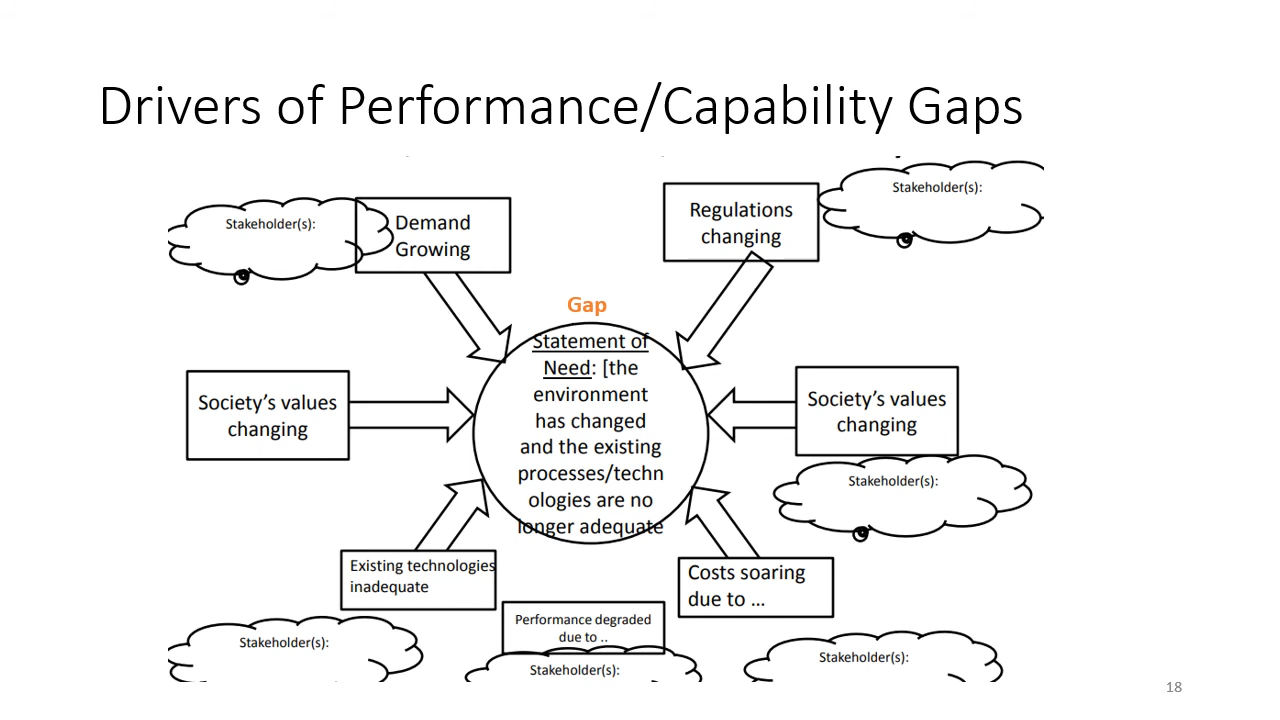 Drivers of Performance/Capability Gaps
Stakeholder(s):
Demand
Growing
Regulations
changing
Stakeholder(s):
Gap
Statement of
Need: [the
environment
has changed
and the existing
processes/techn
ologies are no
longer adequate
Society's values
changing
Society's values
changing
Stakeholder(s):
Existing technologies
inadequate
Costs soaring
due to ...
Performance degraded
due to ..
Stakeholder(s):
Stakeholder(s):
Stakeholder(s):
18